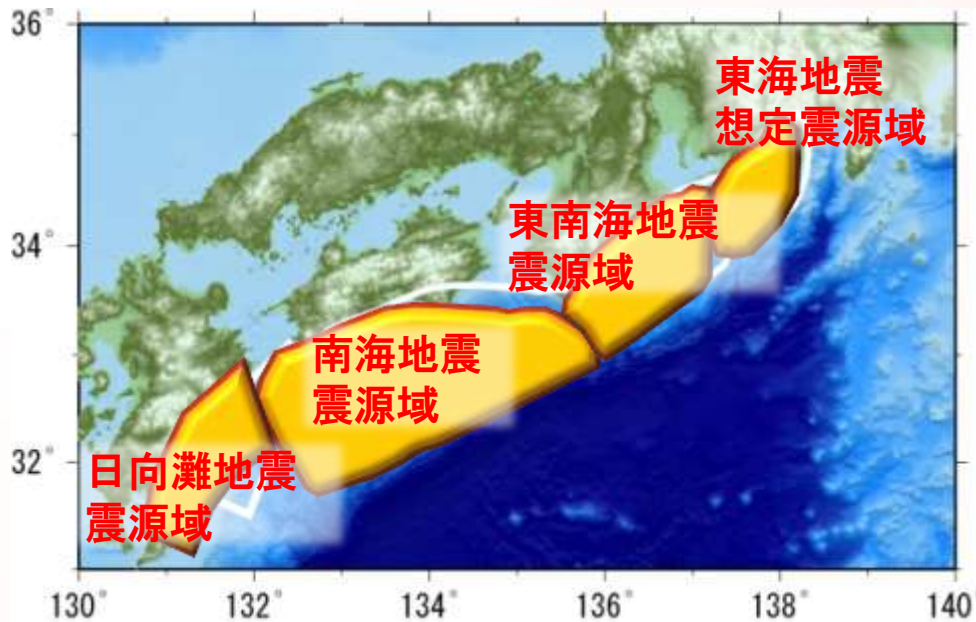 36°
34°
32°
東海地震
想定震源域
東南海地震
震源域
南海地震
震源域
日向灘地震
震源域
130°
132°
134°
136°
138°
140°